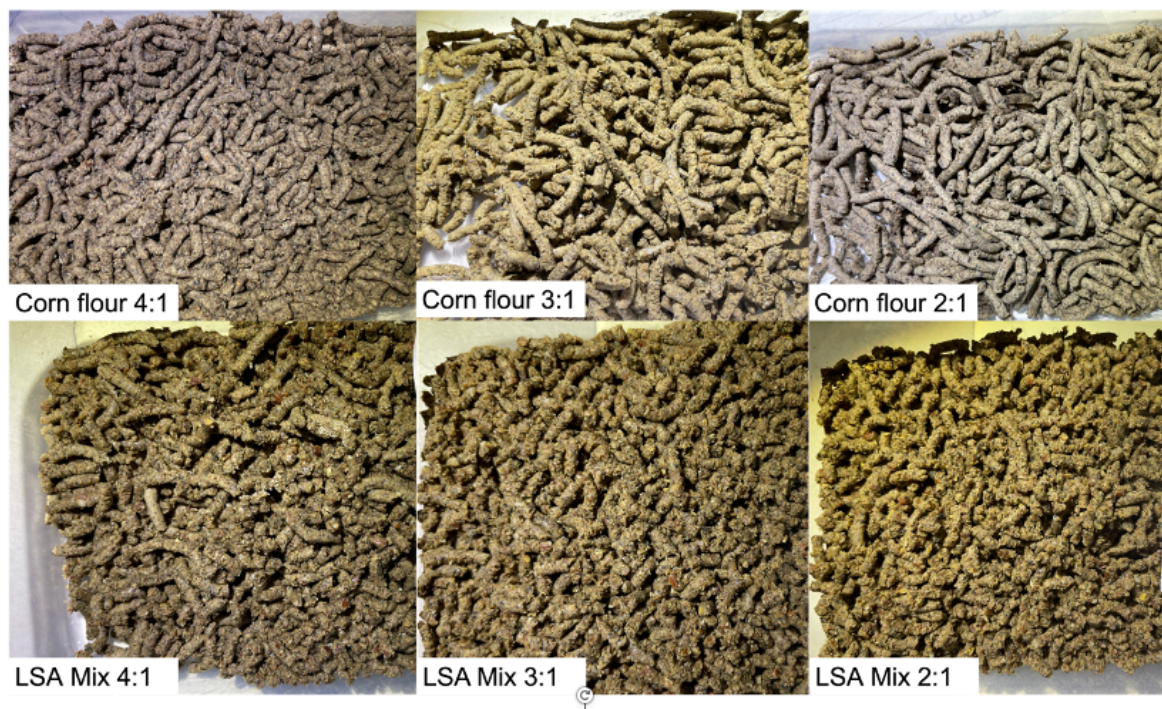 Corn flour 4:1
Corn flour 3:1
Corn flour 2:1
LSA Mix 4:1
LSA Mix 3:1
LSA Mix 2:1